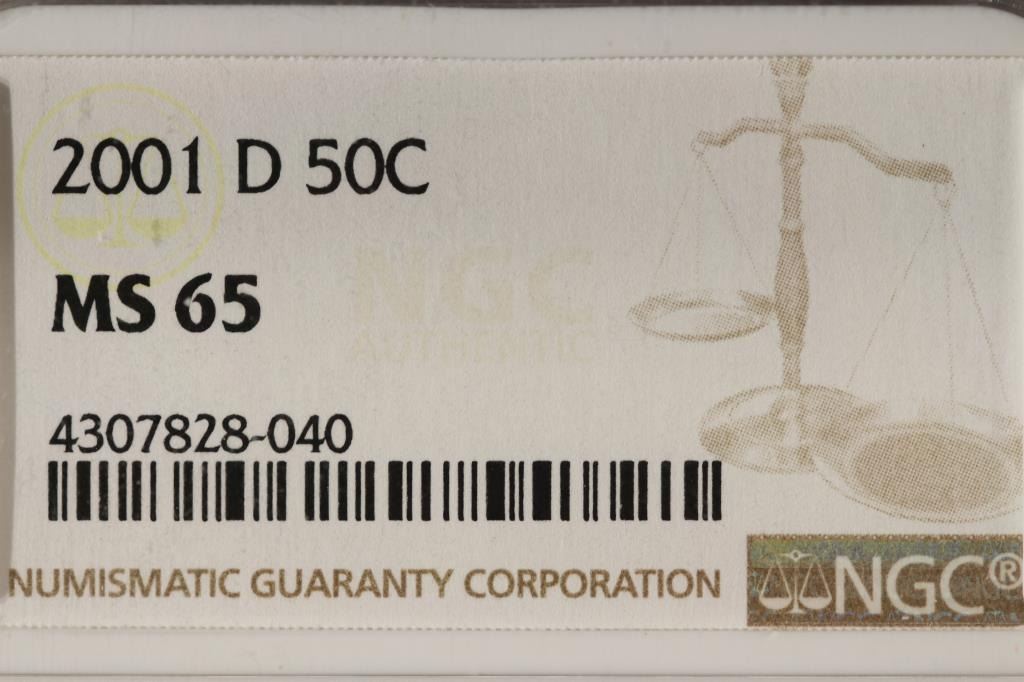 2001 D 50C
MS 65
NGC
AUTHENTIC
4307828-040
NUMISMATIC GUARANTY CORPORATION
NGC®